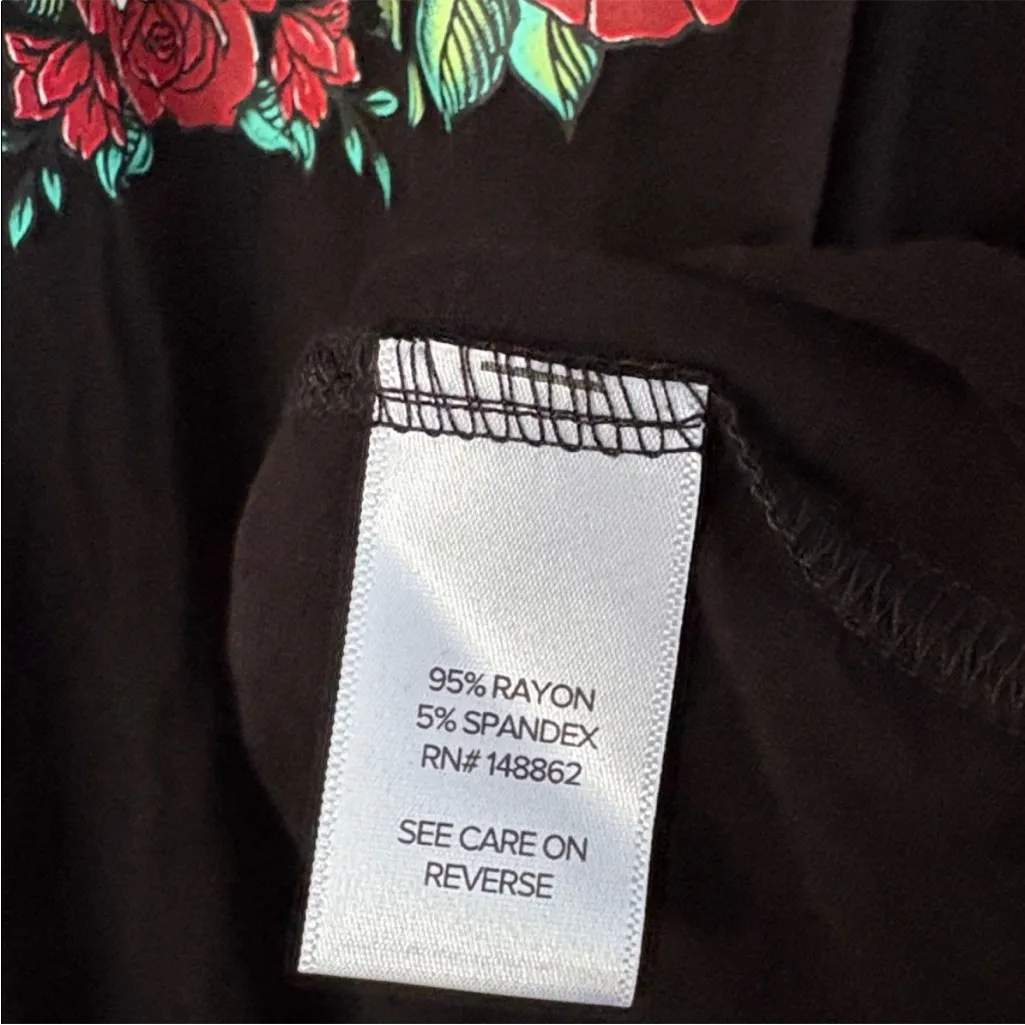 95% RAYON
5% SPANDEX
RN# 148862
SEE CARE ON
REVERSE